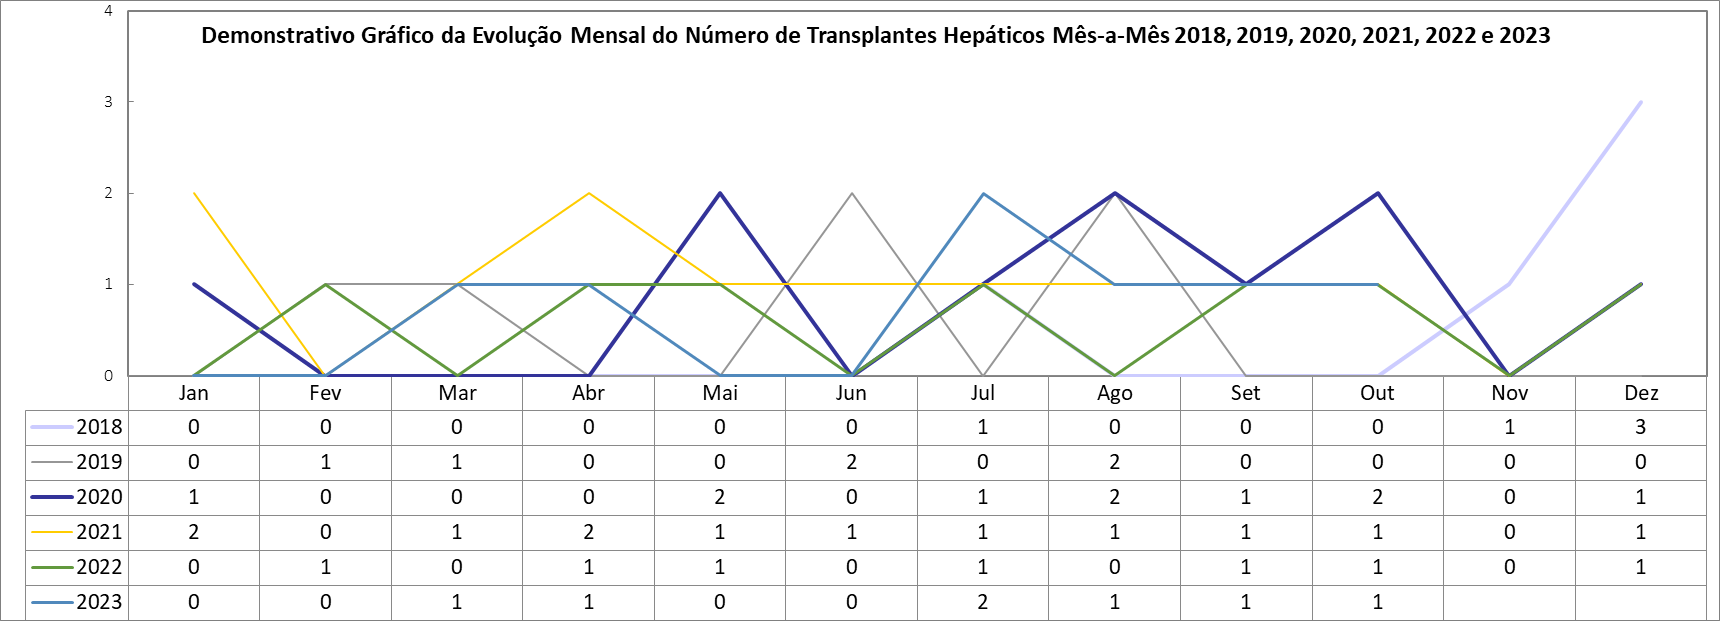 Demonstrativo Gráfico da Evolução Mensal do Número de Transplantes Hepáticos Mês-a-Mês 2018, 2019, 2020, 2021, 2022 e 2023
4
3
2
1
0
Jan Fev Mar Abr Mai Jun Jul Ago Set Out Nov Dez
2018 0 0 0 0 0 0 1 0 0 0 1 3
2019 0 1 1 0 0 2 0 2 0 0 0 0
2020 1 0 0 0 2 0 1 2 1 2 0 1
2021 2 0 1 2 1 1 1 1 1 1 0 1
2022 0 1 0 1 1 0 1 0 1 1 0 1
2023 0 0 1 1 0 0 2 1 1 1